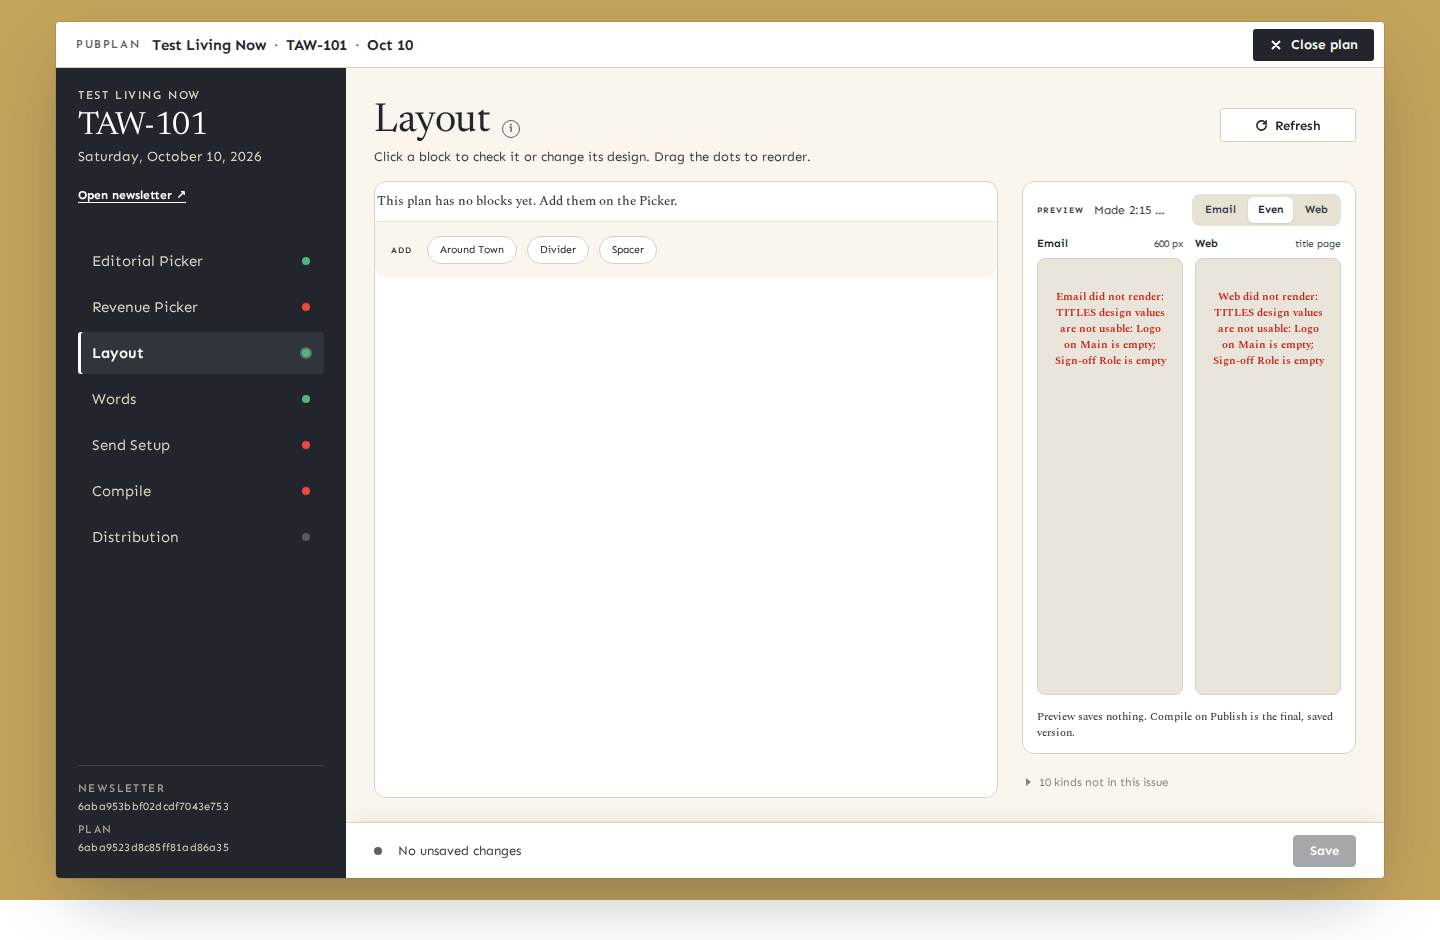 PUBPLAN Test Living Now · TAW-101 · Oct 10
Close plan
TEST LIVING NOW
TAW-101
Saturday, October 10, 2026
Open newsletter ↗
Editorial Picker
Revenue Picker
Layout
Words
Send Setup
Compile
Distribution
NEWSLETTER
6aba953bbf02dcdf7043e753
PLAN
6aba9523d8c85ff81ad86a35
Layout
Click a block to check it or change its design. Drag the dots to reorder.
Refresh
This plan has no blocks yet. Add them on the Picker.
ADD Around Town Divider Spacer
PREVIEW Made 2:15 ... Email Even Web
Email 600 px
Web title page
Email did not render:
TITLES design values
are not usable: Logo
on Main is empty;
Sign-off Role is empty
Web did not render:
TITLES design values
are not usable: Logo
on Main is empty;
Sign-off Role is empty
Preview saves nothing. Compile on Publish is the final, saved
version.
10 kinds not in this issue
No unsaved changes
Save